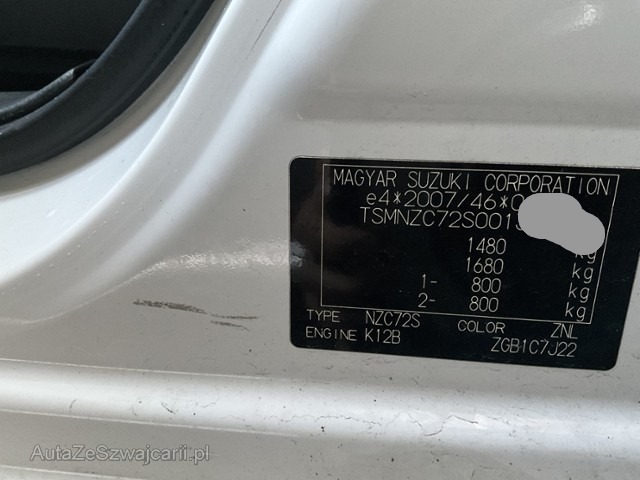 MAGYAR SUZUKI CORPORATION
e4*2007/46*0
TSMNZC72S001
1480 kg
1680 kg
1- 800 kg
2- 800 kg
TYPE NZC72S COLOR ZNL
ENGINE K12B ZGB1C7J22
AutaZeSzwajcarii.pl